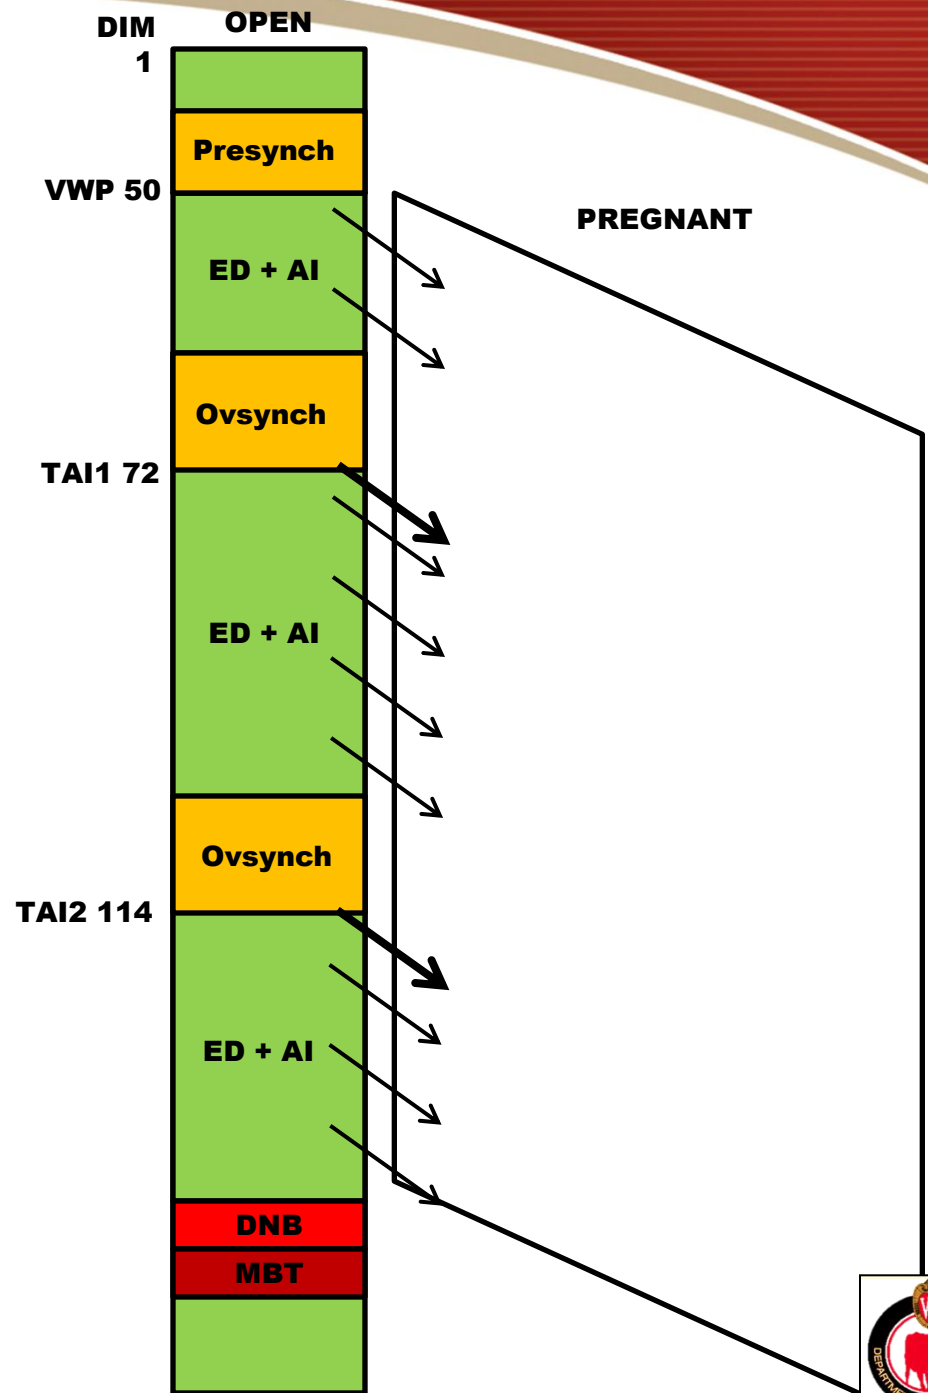 DIM
OPEN
1
Presynch
VWP 50
PREGNANT
ED + AI
Ovsynch
TAI1 72
ED + AI
Ovsynch
TAI2 114
ED + AI
DNB
MBT